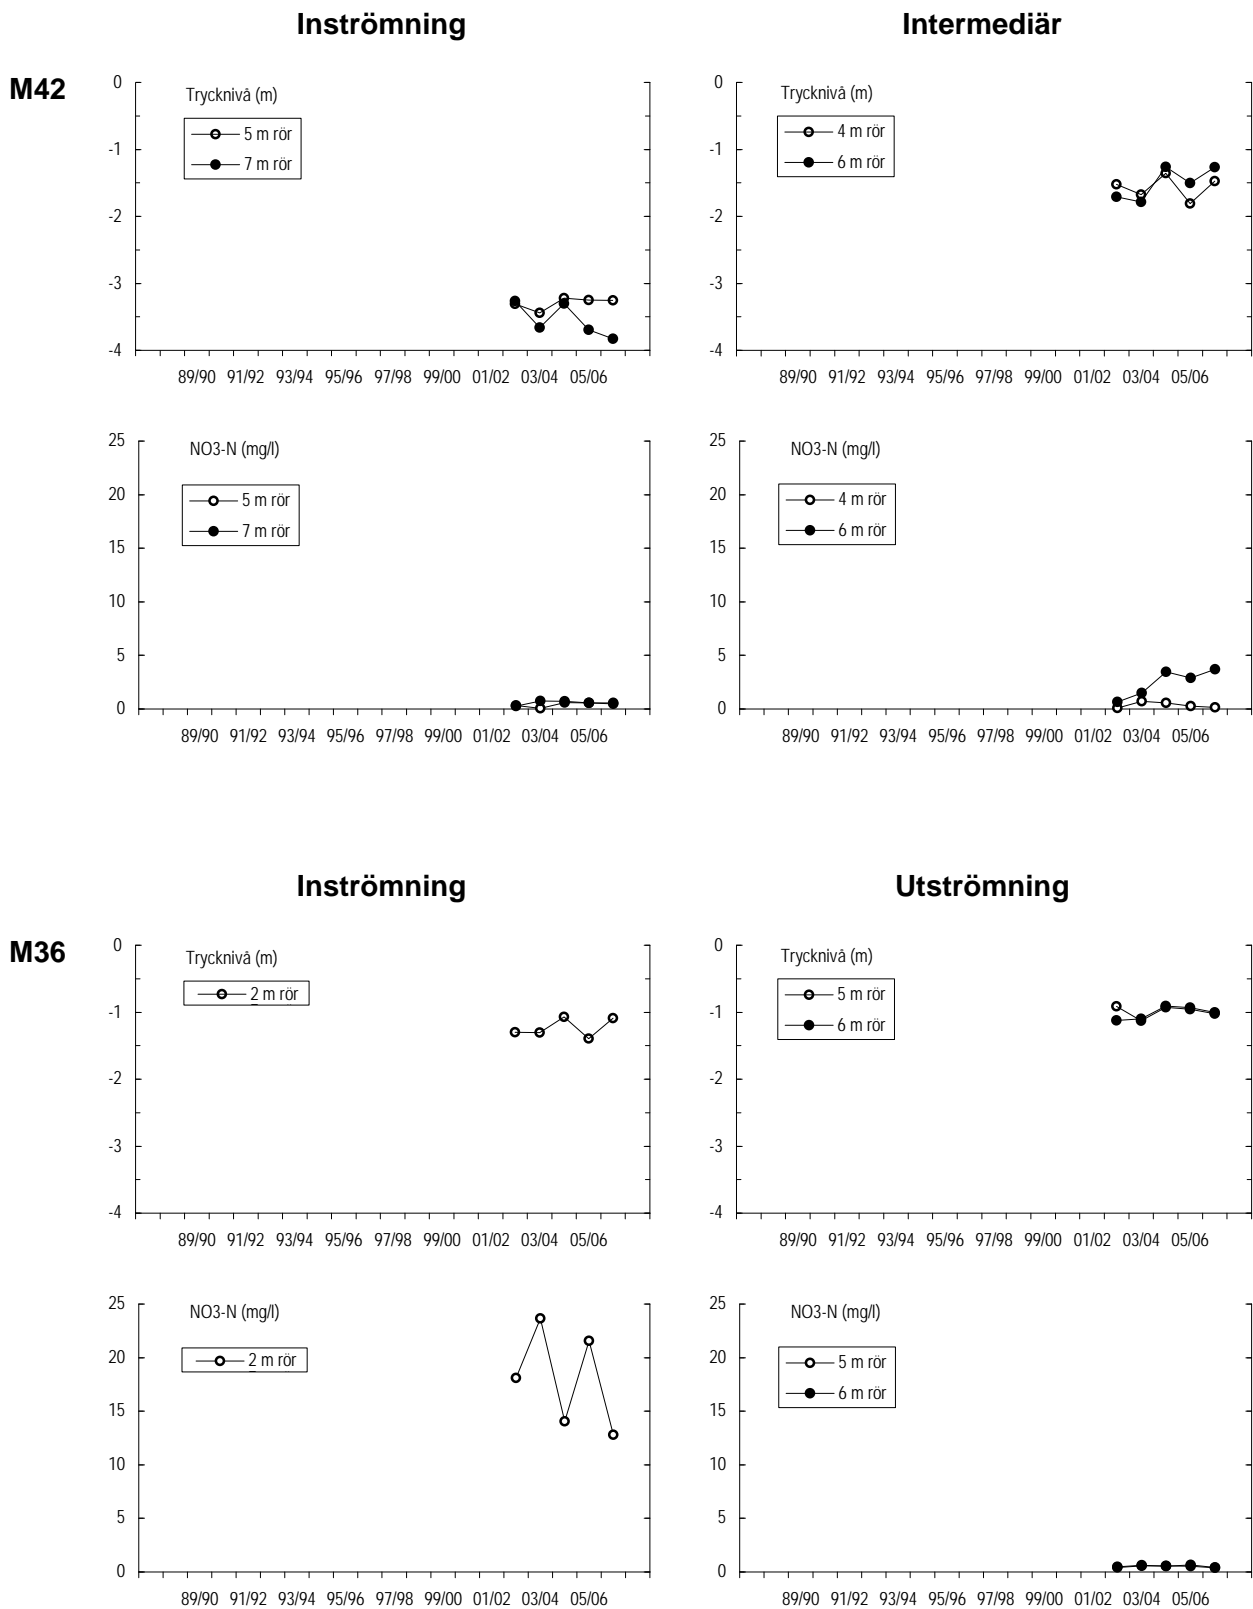 Inströmning Intermediär
M42
Trycknivå (m)
5 m rör
7 m rör
0
-1
-2
-3
-4
89/90 91/92 93/94 95/96 97/98 99/00 01/02 03/04 05/06
Trycknivå (m)
4 m rör
6 m rör
0
-1
-2
-3
-4
89/90 91/92 93/94 95/96 97/98 99/00 01/02 03/04 05/06
NO3-N (mg/l)
5 m rör
7 m rör
25
20
15
10
5
0
89/90 91/92 93/94 95/96 97/98 99/00 01/02 03/04 05/06
NO3-N (mg/l)
4 m rör
6 m rör
25
20
15
10
5
0
89/90 91/92 93/94 95/96 97/98 99/00 01/02 03/04 05/06
Inströmning Utströmning
M36
Trycknivå (m)
2 m rör
0
-1
-2
-3
-4
89/90 91/92 93/94 95/96 97/98 99/00 01/02 03/04 05/06
Trycknivå (m)
5 m rör
6 m rör
0
-1
-2
-3
-4
89/90 91/92 93/94 95/96 97/98 99/00 01/02 03/04 05/06
NO3-N (mg/l)
2 m rör
25
20
15
10
5
0
89/90 91/92 93/94 95/96 97/98 99/00 01/02 03/04 05/06
NO3-N (mg/l)
5 m rör
6 m rör
25
20
15
10
5
0
89/90 91/92 93/94 95/96 97/98 99/00 01/02 03/04 05/06